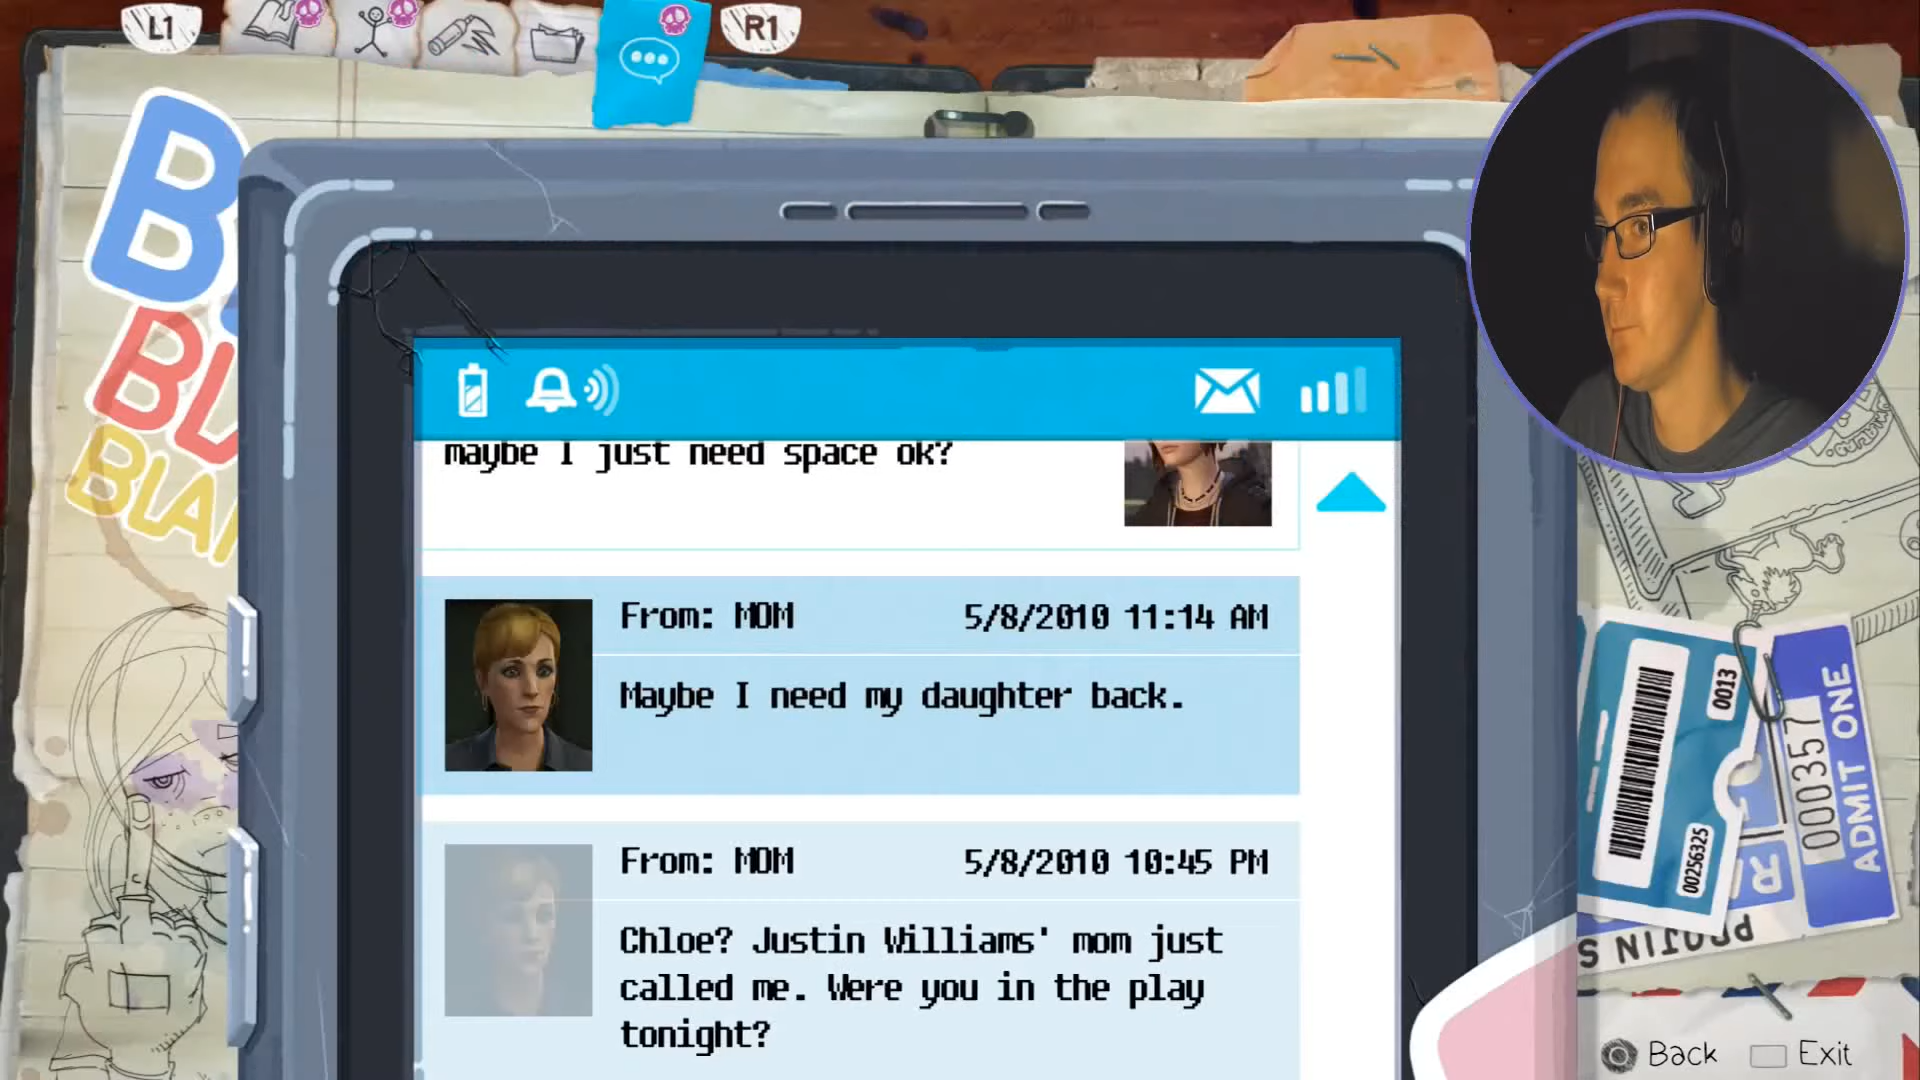 L1
R1
maybe I just need space ok?
From: MOM 5/8/2010 11:14 AM
Maybe I need my daughter back.
From: MOM 5/8/2010 10:45 PM
Chloe? Justin Williams' mom just
called me. Were you in the play
tonight?
BL
BLA
0013
00256325
000357
ADMIT ONE
Back
Exit